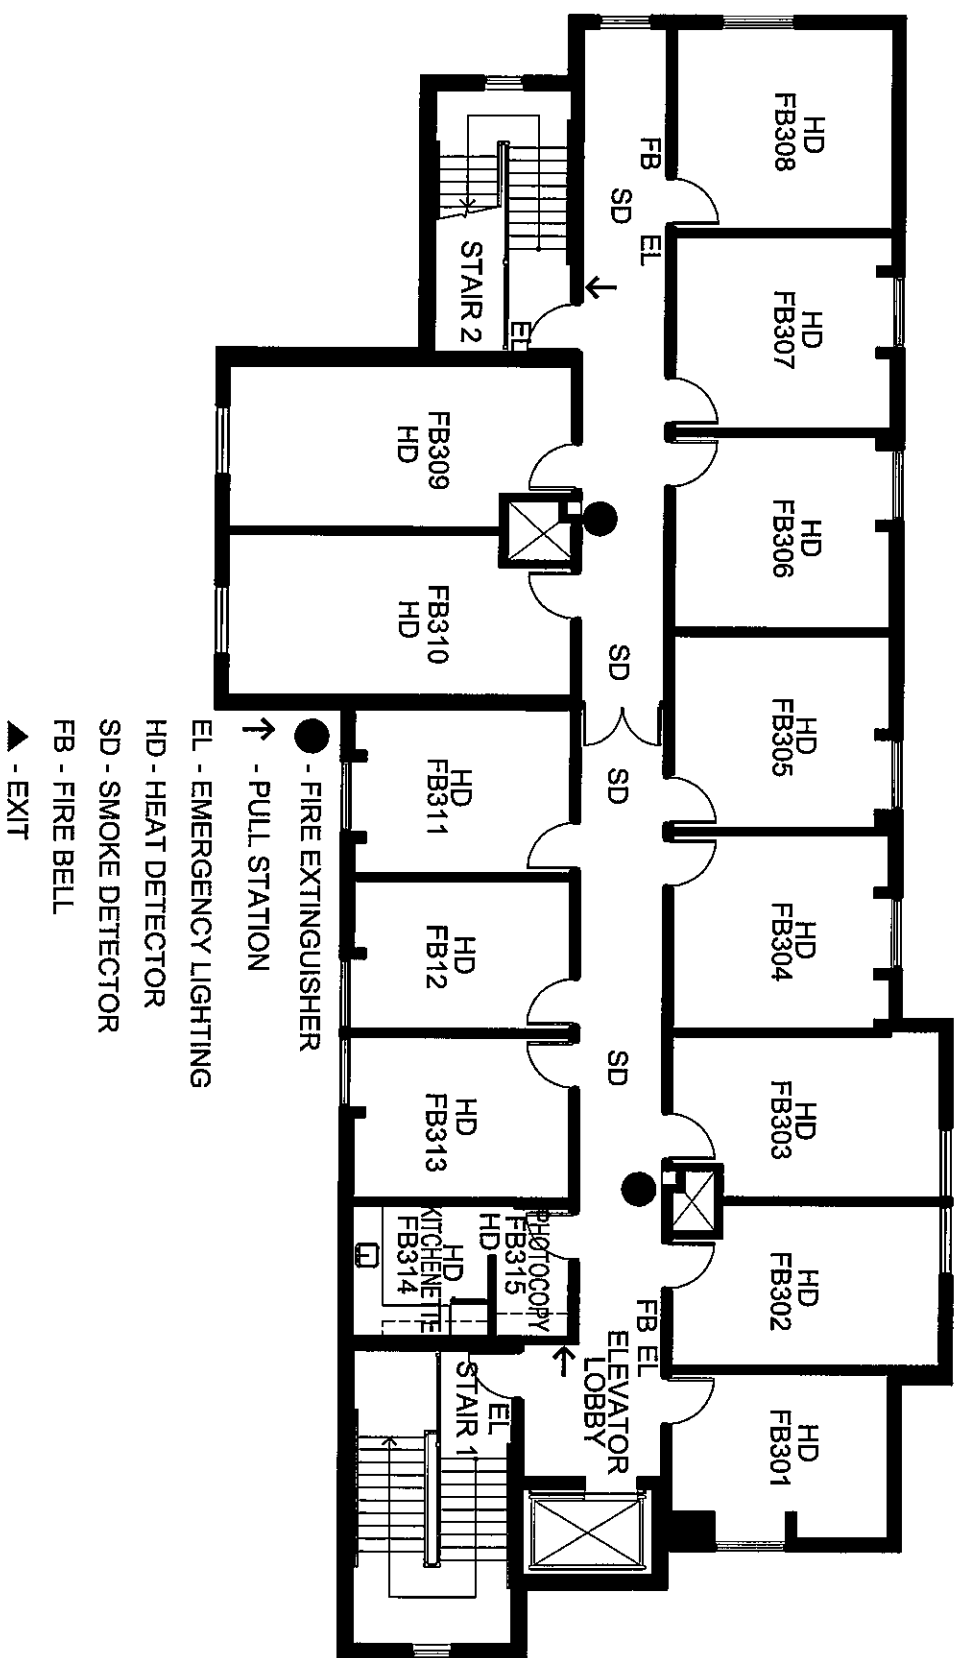 HD
FB308
HD
FB307
HD
FB306
HD
FB305
HD
FB304
HD
FB303
HD
FB302
HD
FB301
FB
SD
EL
SD
SD
SD
FB EL
ELEVATOR
LOBBY
EL
STAIR 2
FB309
HD
FB310
HD
HD
FB311
HD
FB12
HD
FB313
PHOTOCOPY
FB315
HD
HD
KITCHENETTE
FB314
EL
STAIR 1
- FIRE EXTINGUISHER
- PULL STATION
EL - EMERGENCY LIGHTING
HD - HEAT DETECTOR
SD - SMOKE DETECTOR
FB - FIRE BELL
- EXIT